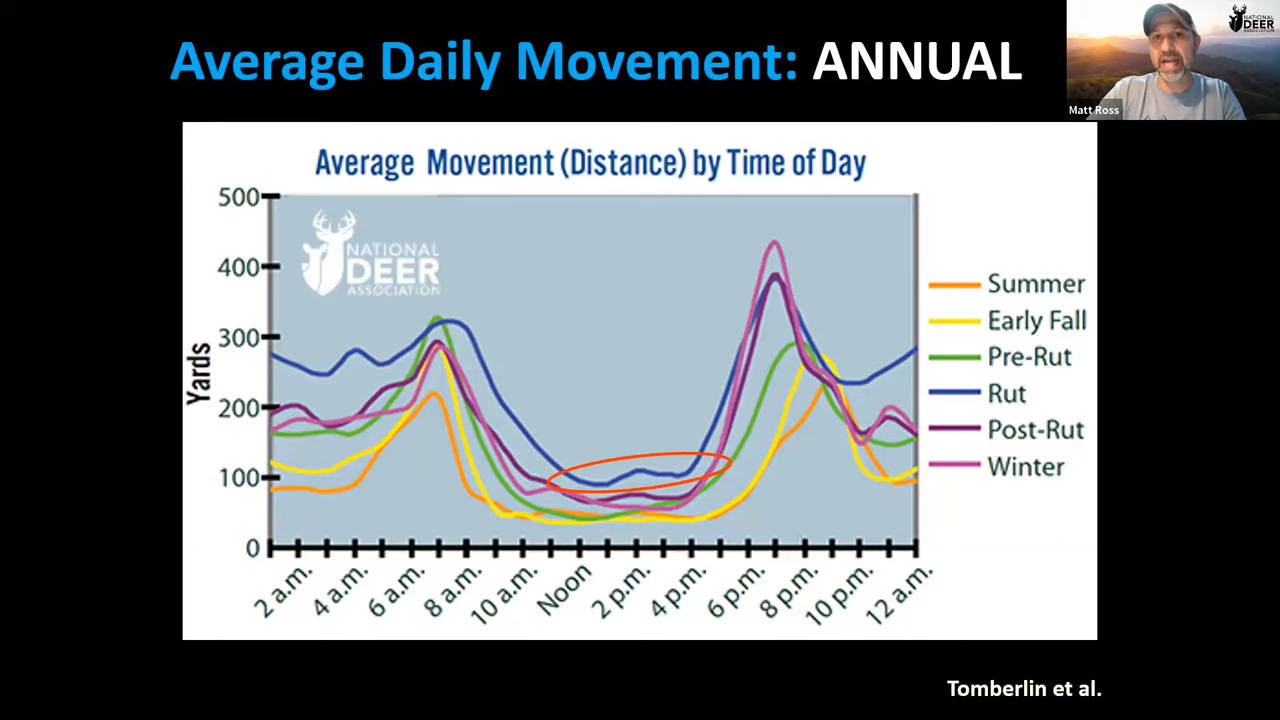 Average Daily Movement: ANNUAL
NATIONAL
DEER
ASSOCIATION
Matt Ross
Average Movement (Distance) by Time of Day
Yards
500
400
300
200
100
0
NATIONAL
DEER
ASSOCIATION
2 a.m.
4 a.m.
6 a.m.
8 a.m.
10 a.m.
Noon
2 p.m.
4 p.m.
6 p.m.
8 p.m.
10 p.m.
12 a.m.
Summer
Early Fall
Pre-Rut
Rut
Post-Rut
Winter
Tomberlin et al.